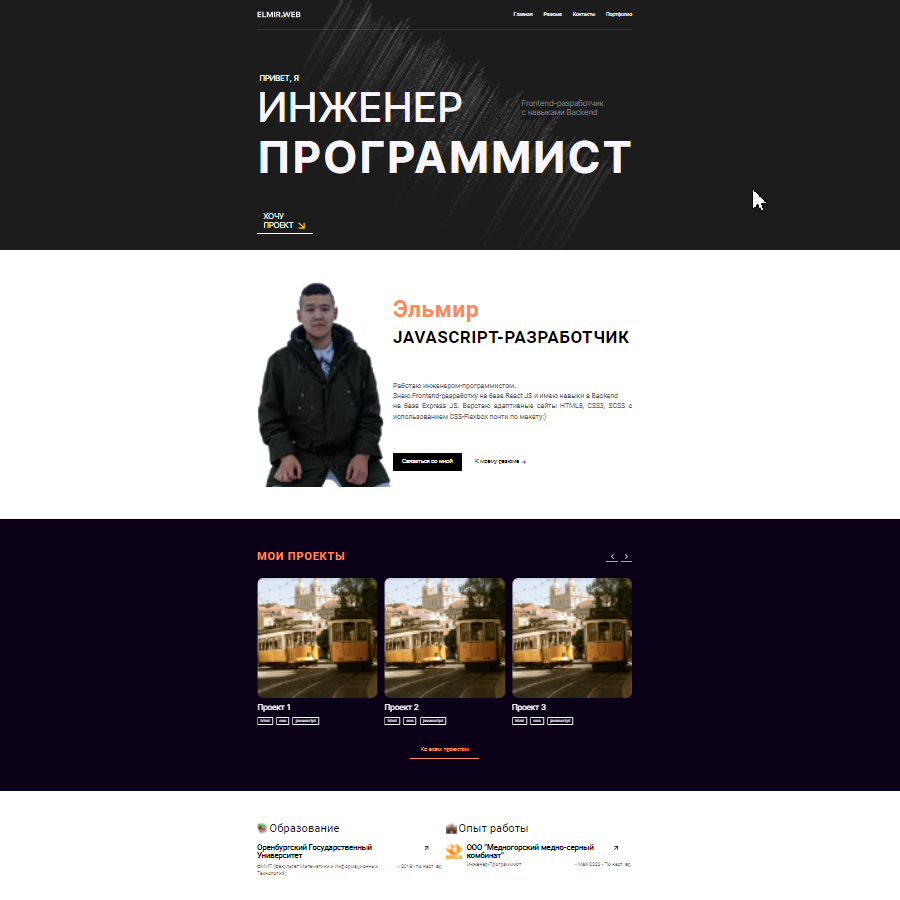 ELMIR.WEB
Главная Резюме Контакты Портфолио
ПРИВЕТ, Я
ИНЖЕНЕР
Frontend-разработчик
с навыками Backend
ПРОГРАММИСТ
ХОЧУ
ПРОЕКТ
Эльмир
JAVASCRIPT-РАЗРАБОТЧИК
Работаю инженером-программистом.
Знаю Frontend-разработку на базе React JS и имею навыки в Backend
на базе Express JS. Верстаю адаптивные сайты HTML5, CSS3, SCSS с
использованием CSS-Flexbox почти по макету:)
Связаться со мной
К моему резюме →
МОИ ПРОЕКТЫ
Проект 1
html css javascript
Проект 2
html css javascript
Проект 3
html css javascript
Ко всем проектам
Образование
Оренбургский Государственный
Университет
ФМИТ (Факультет Математики и Информационных
Технологий)
- 2018 - по наст. вр.
Опыт работы
ООО "Медногорский медно-серный
комбинат"
Инженер-Программист
- Май 2022 - По наст. вр.